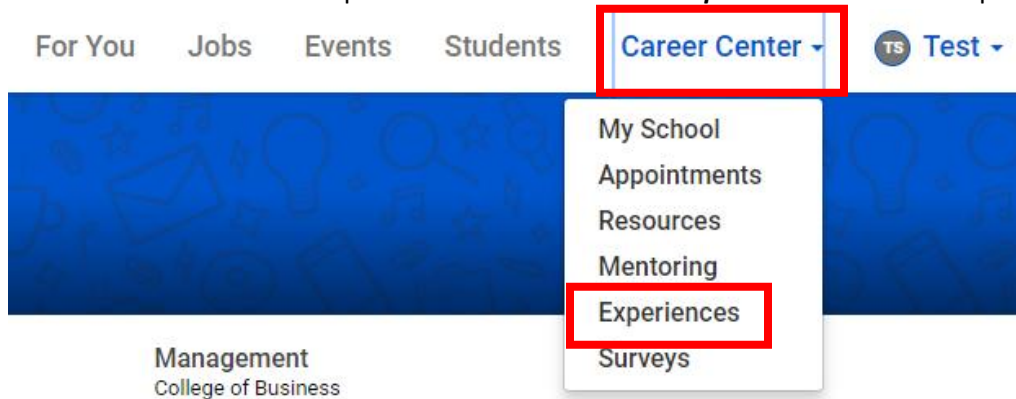 For You Jobs Events Students Career Center TS Test
My School
Appointments
Resources
Mentoring
Experiences
Surveys
Management
College of Business